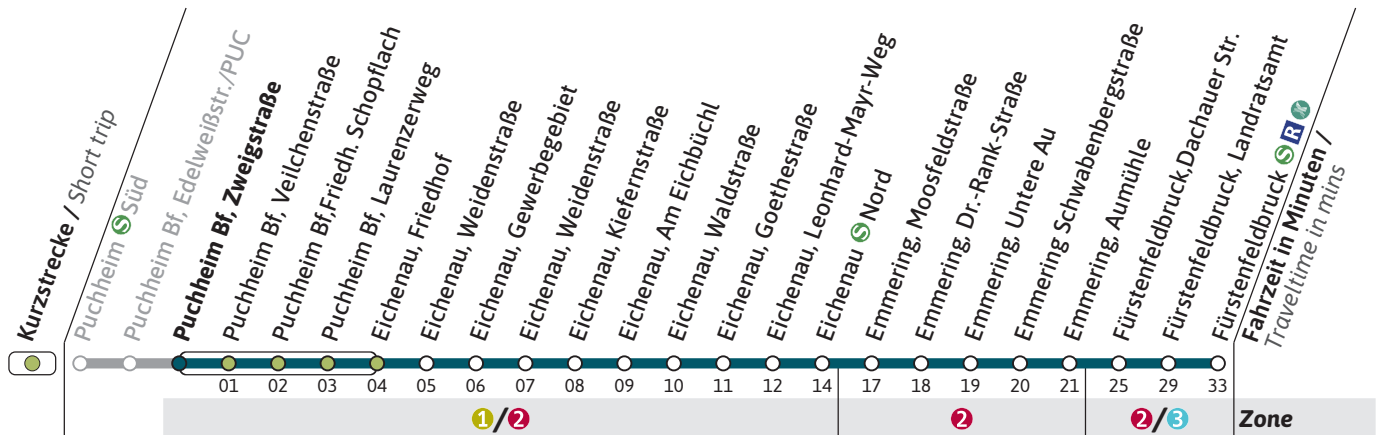 Kurzstrecke / Short trip
Puchheim S Süd
Puchheim Bf, Edelweißstr./PUC
Puchheim Bf, Zweigstraße
Puchheim Bf, Veilchenstraße
Puchheim Bf,Friedh. Schopflach
Puchheim Bf, Laurenzerweg
Eichenau, Friedhof
Eichenau, Weidenstraße
Eichenau, Gewerbegebiet
Eichenau, Weidenstraße
Eichenau, Kiefernstraße
Eichenau, Am Eichbüchl
Eichenau, Waldstraße
Eichenau, Goethestraße
Eichenau, Leonhard-Mayr-Weg
Eichenau S Nord
Emmering, Moosfeldstraße
Emmering, Dr.-Rank-Straße
Emmering, Untere Au
Emmering Schwabenbergstraße
Emmering, Aumühle
Fürstenfeldbruck,Dachauer Str.
Fürstenfeldbruck, Landratsamt
Fürstenfeldbruck S R
Fahrzeit in Minuten /
Traveltime in mins
01 02 03 04 05 06 07 08 09 10 11 12 14 17 18 19 20 21 25 29 33
1/2 2 2/3 Zone